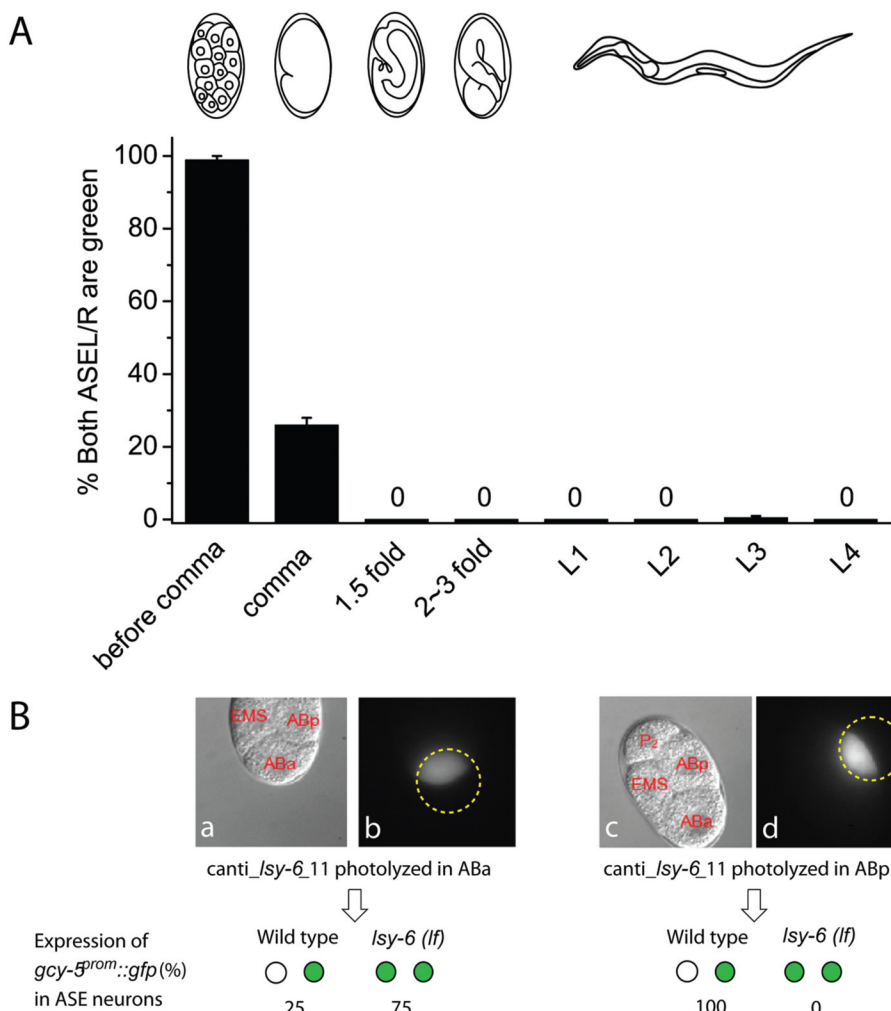 A
% Both ASEL/R are greeen
100
80
60
40
20
0
0
0
0
0
0
before comma
comma
1.5 fold
2~3 fold
L1
L2
L3
L4
B
EMS
ABp
ABa
a
b
P2
ABp
EMS
ABa
c
d
canti_lsy-6_11 photolyzed in ABa
canti_lsy-6_11 photolyzed in ABp
Expression of
gcy-5prom::gfp (%)
in ASE neurons
Wild type
lsy-6 (lf)
25
75
Wild type
lsy-6 (lf)
100
0